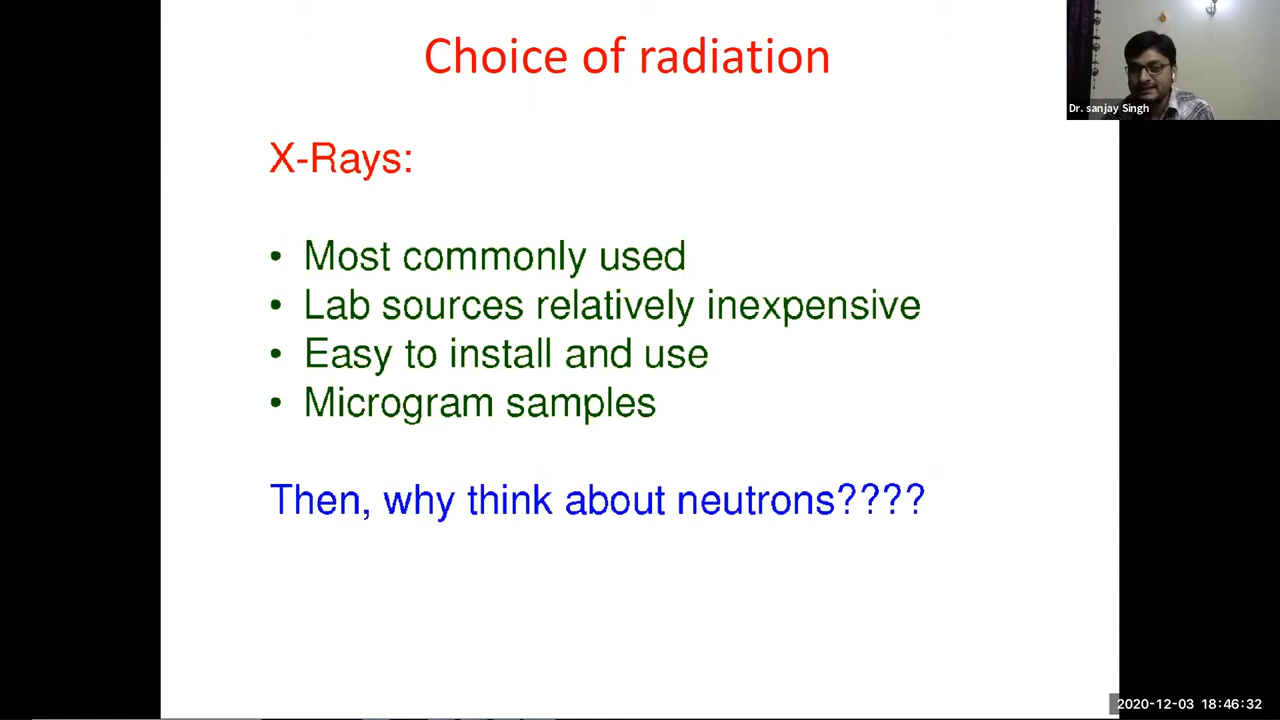 Choice of radiation
Dr. sanjay Singh
X-Rays:
• Most commonly used
• Lab sources relatively inexpensive
• Easy to install and use
• Microgram samples
Then, why think about neutrons????
2020-12-03 18:46:32